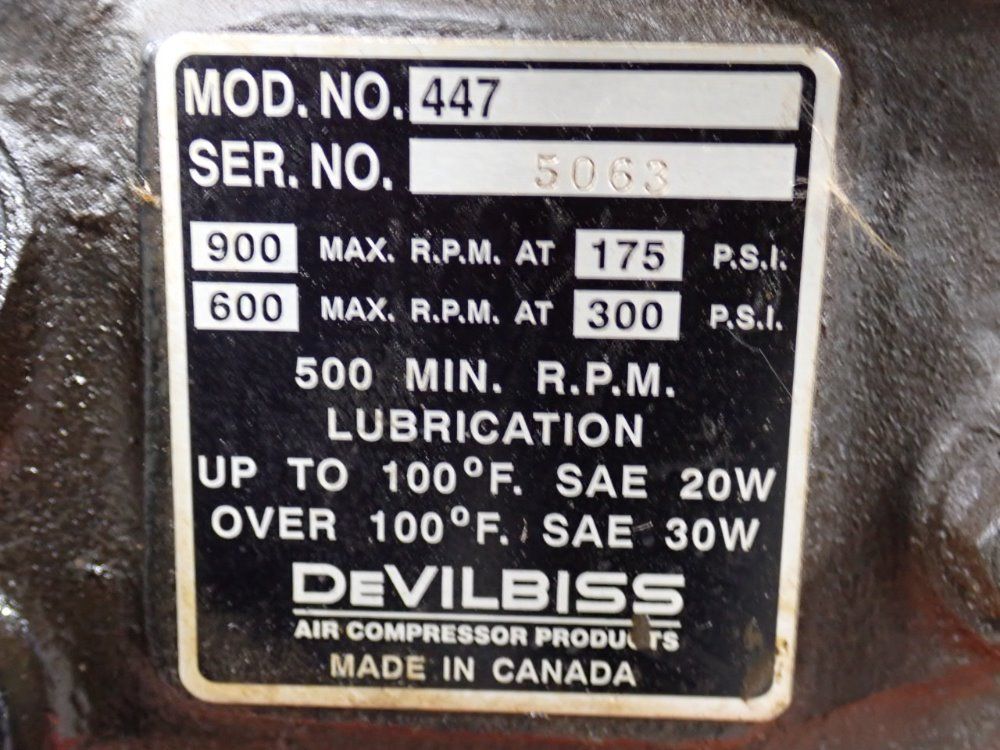 MOD. NO. 447
SER. NO. 5063
900 MAX. R.P.M. AT 175 P.S.I.
600 MAX. R.P.M. AT 300 P.S.I.
500 MIN. R.P.M.
LUBRICATION
UP TO 100°F. SAE 20W
OVER 100°F. SAE 30W
DEVILBISS
AIR COMPRESSOR PRODUCTS
MADE IN CANADA